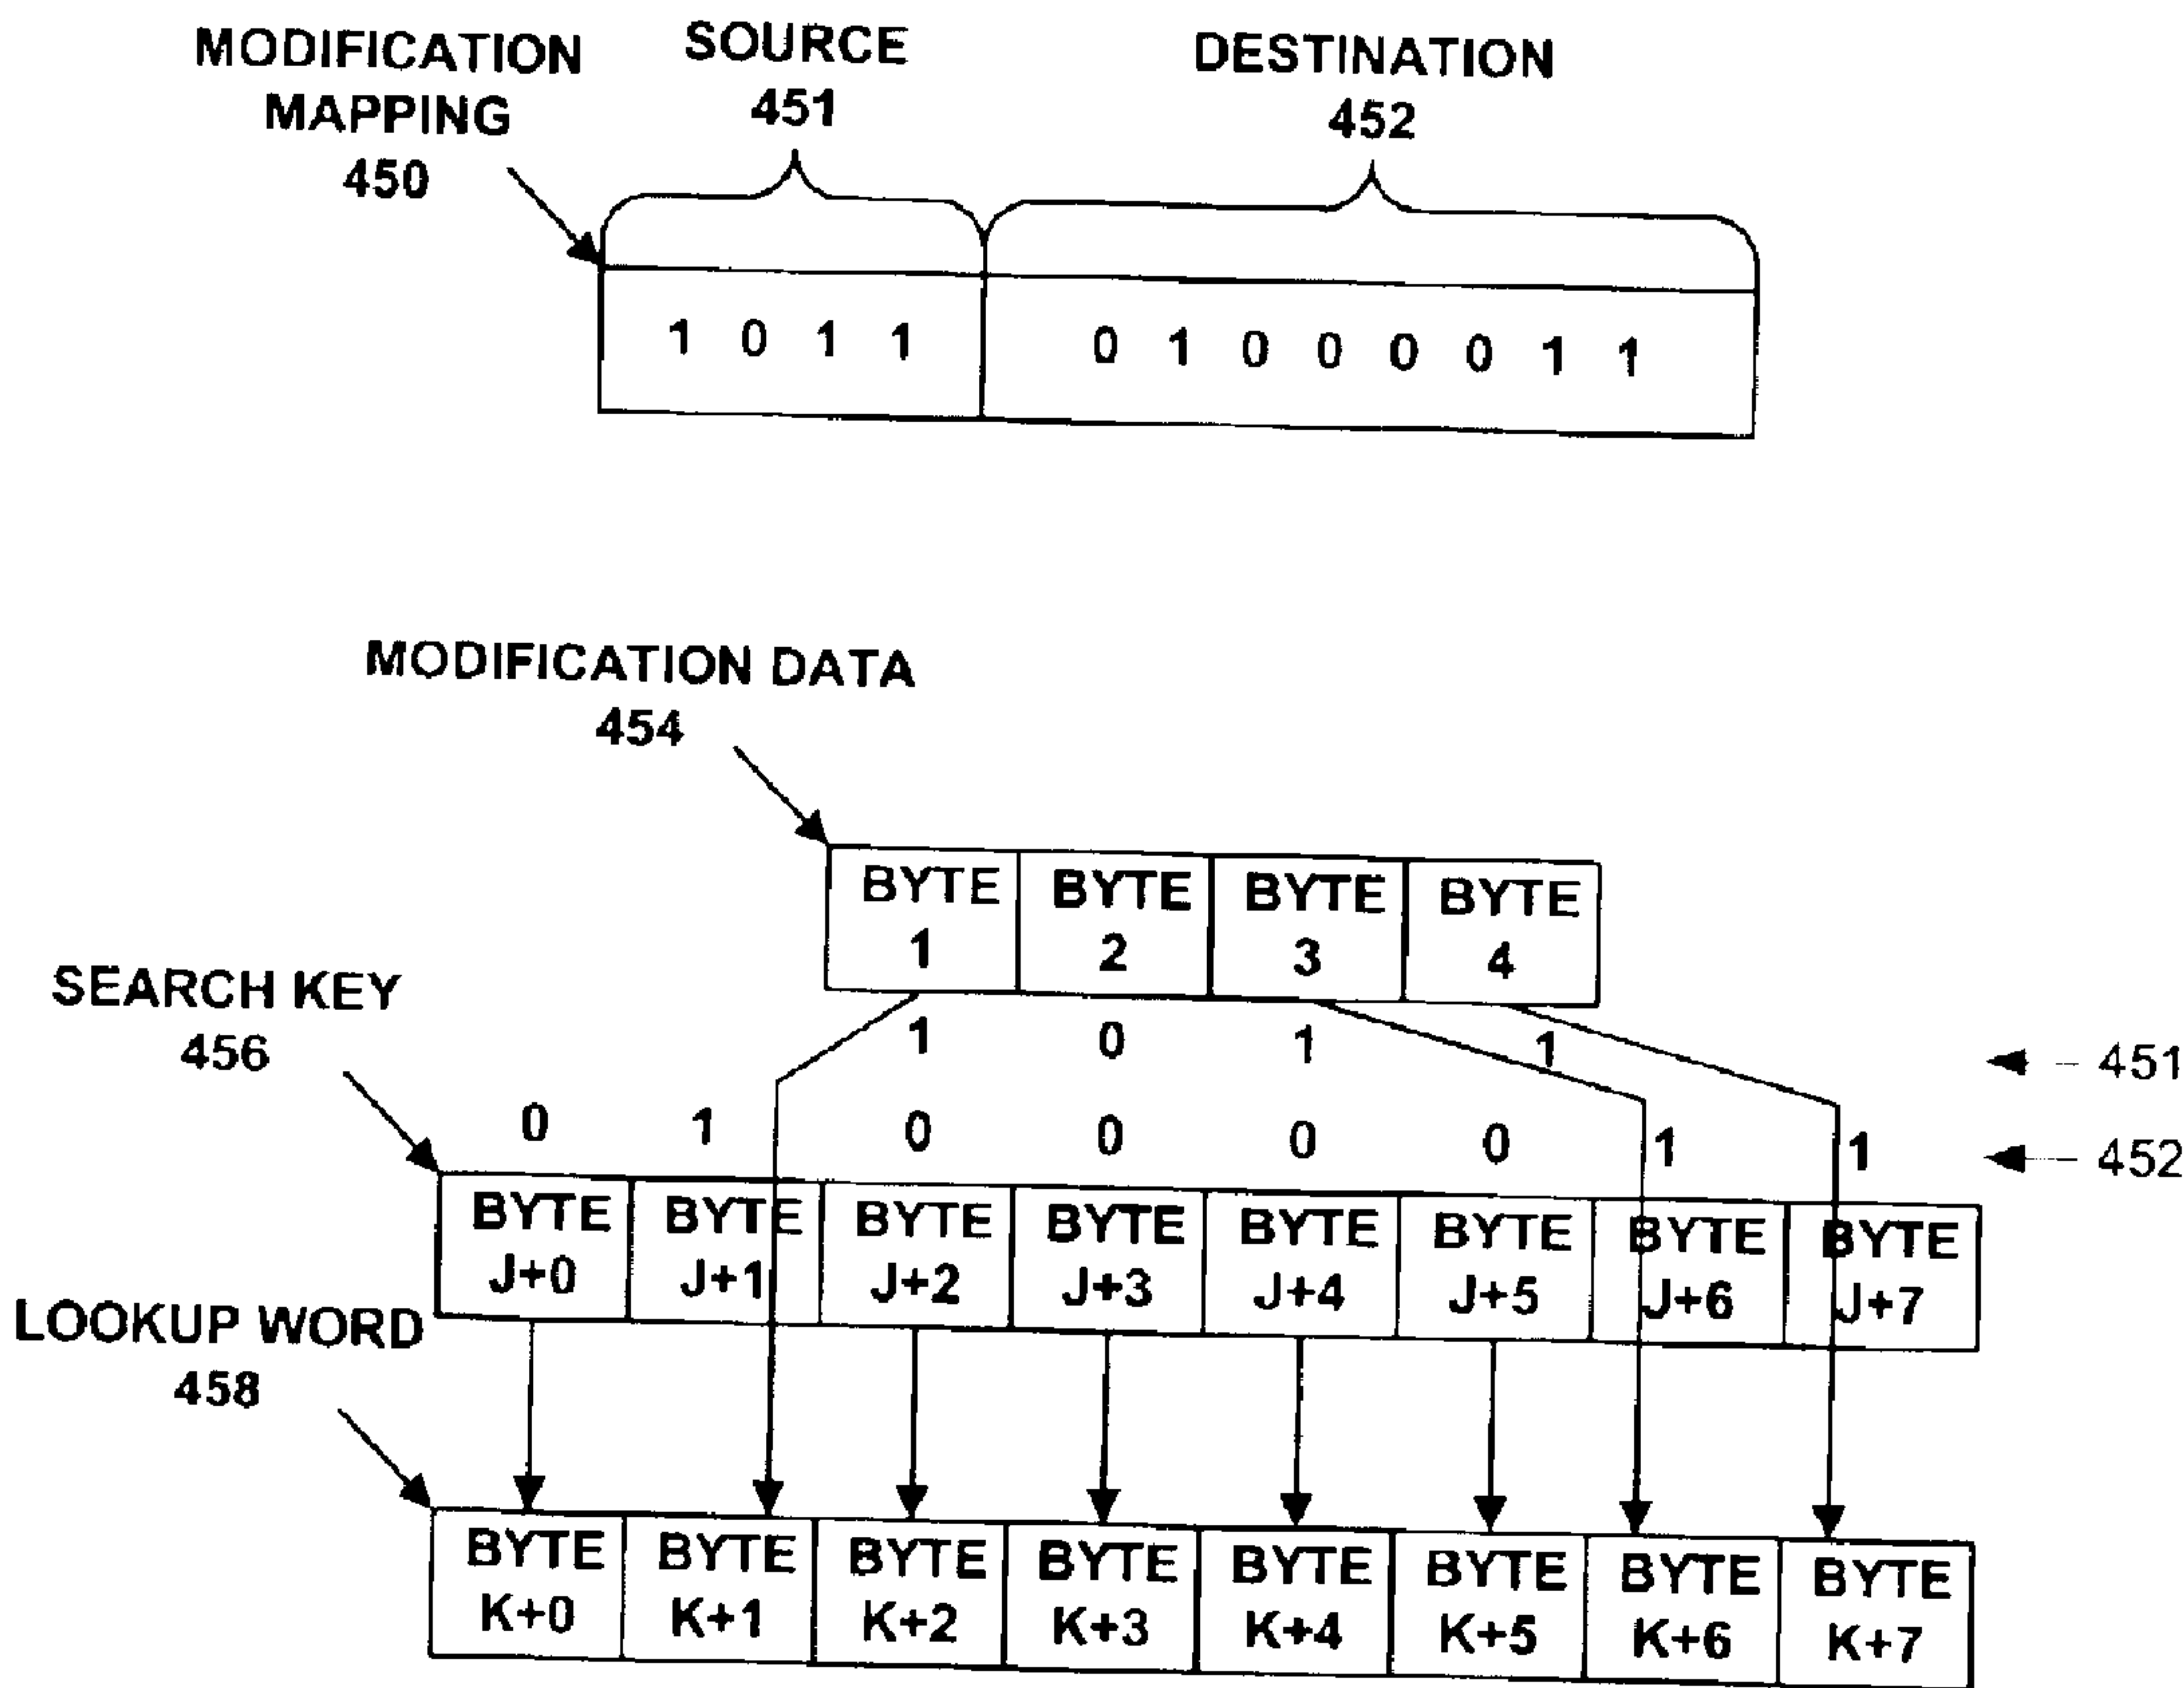 MODIFICATION
MAPPING
450
SOURCE
451
DESTINATION
452
1 0 1 1 0 1 0 0 0 0 1 1
MODIFICATION DATA
454
BYTE 1 BYTE 2 BYTE 3 BYTE 4
1 0 1 1 451
SEARCH KEY
456
0 1 0 0 0 0 1 1 452
BYTE J+0 BYTE J+1 BYTE J+2 BYTE J+3 BYTE J+4 BYTE J+5 BYTE J+6 BYTE J+7
LOOKUP WORD
458
BYTE K+0 BYTE K+1 BYTE K+2 BYTE K+3 BYTE K+4 BYTE K+5 BYTE K+6 BYTE K+7